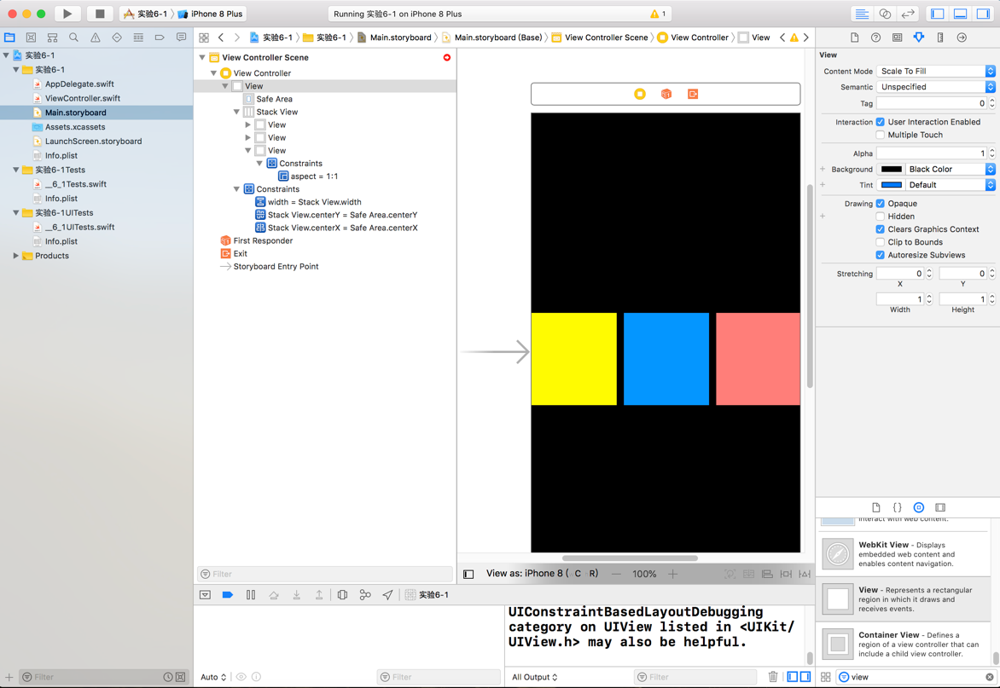 实验6-1 〉 iPhone 8 Plus
Running 实验6-1 on iPhone 8 Plus
1
实验6-1 〉 实验6-1 〉 Main.storyboard 〉 Main.storyboard (Base) 〉 View Controller Scene 〉 View Controller 〉 View
实验6-1
实验6-1
AppDelegate.swift
ViewController.swift
Main.storyboard
Assets.xcassets
LaunchScreen.storyboard
Info.plist
实验6-1Tests
__6_1Tests.swift
Info.plist
实验6-1UITests
__6_1UITests.swift
Info.plist
Products
Filter
View Controller Scene
View Controller
View
Safe Area
Stack View
View
View
View
Constraints
aspect = 1:1
Constraints
width = Stack View.width
Stack View.centerY = Safe Area.centerY
Stack View.centerX = Safe Area.centerX
First Responder
Exit
Storyboard Entry Point
Filter
View as: iPhone 8 ( C R)
100%
实验6-1
Auto
Filter
UIConstraintBasedLayoutDebugging
category on UIView listed in <UIKit/
UIView.h> may also be helpful.
All Output
Filter
View
Content Mode Scale To Fill
Semantic Unspecified
Tag 0
Interaction User Interaction Enabled
Multiple Touch
Alpha 1
Background Black Color
Tint Default
Drawing Opaque
Hidden
Clears Graphics Context
Clip to Bounds
Autoresize Subviews
Stretching 0 0
X Y
1 1
Width Height
interact with web content.
WebKit View - Displays
embedded web content and
enables content navigation.
View - Represents a rectangular
region in which it draws and
receives events.
Container View - Defines a
region of a view controller that can
include a child view controller.
view